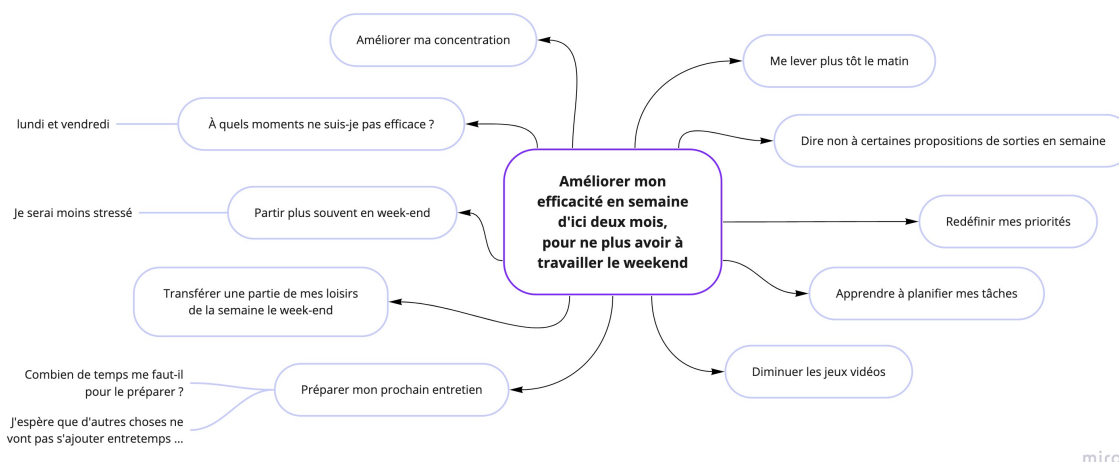 Améliorer ma concentration
Me lever plus tôt le matin
lundi et vendredi
À quels moments ne suis-je pas efficace ?
Dire non à certaines propositions de sorties en semaine
Améliorer mon
efficacité en semaine
d'ici deux mois,
pour ne plus avoir à
travailler le weekend
Je serai moins stressé
Partir plus souvent en week-end
Redéfinir mes priorités
Transférer une partie de mes loisirs
de la semaine le week-end
Apprendre à planifier mes tâches
Combien de temps me faut-il
pour le préparer ?
J'espère que d'autres choses ne
vont pas s'ajouter entretemps ...
Préparer mon prochain entretien
Diminuer les jeux vidéos